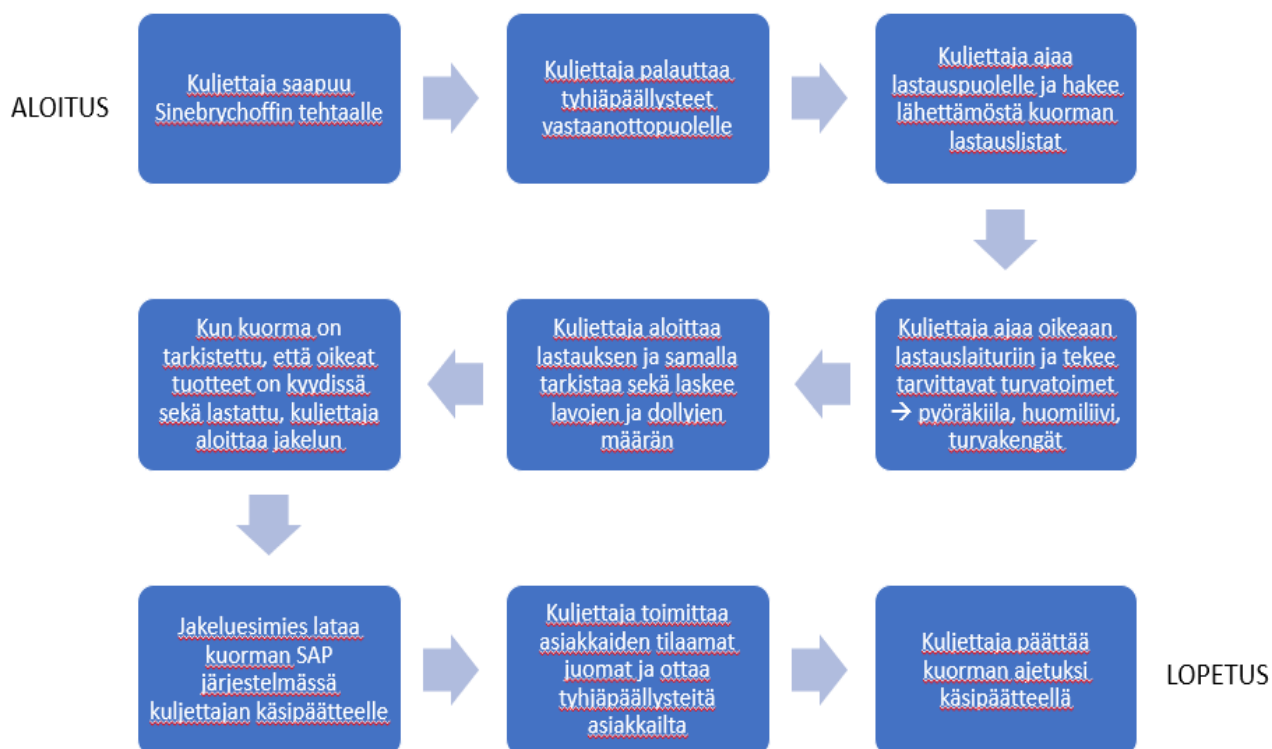 ALOITUS
Kuljettaja saapuu
Sinebrychoffin tehtaalle
Kuljettaja palauttaa
tyhjäpäällysteet
vastaanottopuolelle
Kuljettaja ajaa
lastauspuolelle ja hakee
lähettämöstä kuorman
lastauslistat
Kuljettaja ajaa oikeaan
lastauslaituriin ja tekee
tarvittavat turvatoimet
→ pyöräkiila, huomiliivi,
turvakengät
Kuljettaja aloittaa
lastauksen ja samalla
tarkistaa sekä laskee
lavojen ja dollyjen
määrän
Kun kuorma on
tarkistettu, että oikeat
tuotteet on kyydissä
sekä lastattu, kuljettaja
aloittaa jakelun
Jakeluesimies lataa
kuorman SAP
järjestelmässä
kuljettajan käsipäätteelle
Kuljettaja toimittaa
asiakkaiden tilaamat
juomat ja ottaa
tyhjäpäällysteitä
asiakkailta
Kuljettaja päättää
kuorman ajetuksi
käsipäätteellä
LOPETUS